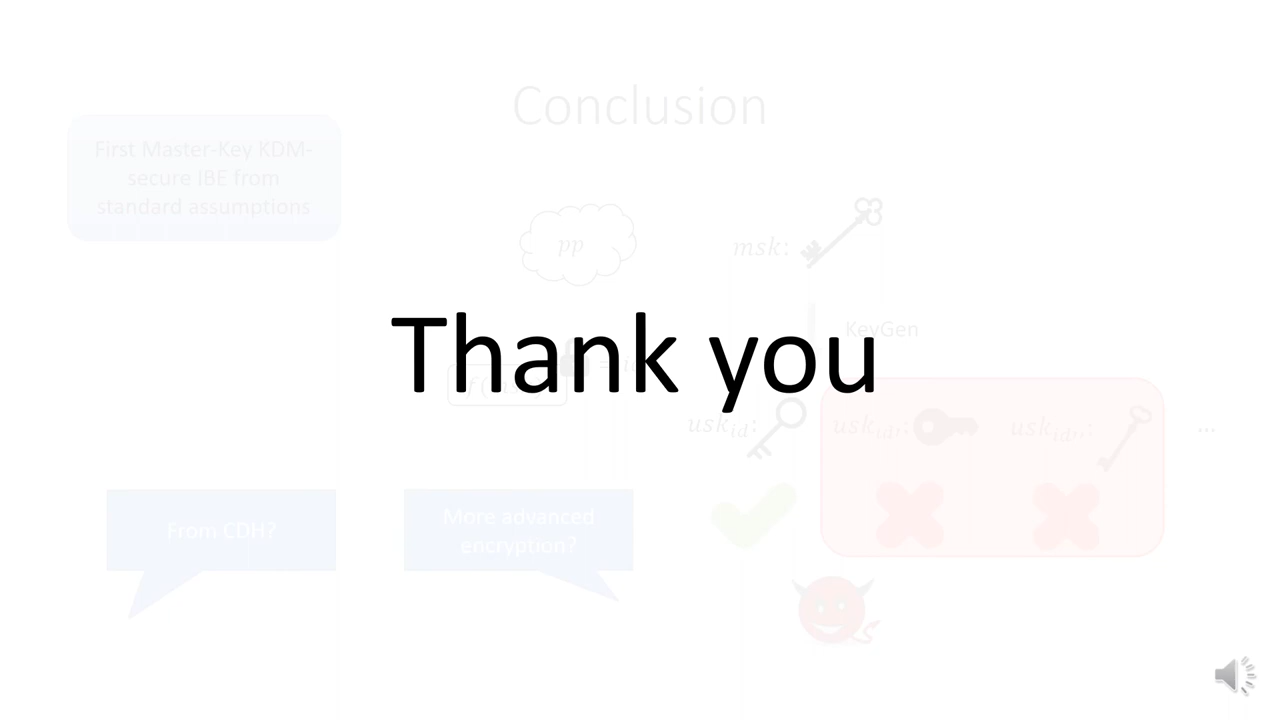 Conclusion
First Master-Key KDM-
secure IBE from
standard assumptions
pp
msk:
KeyGen
Thank you
usk_id:
usk_id':
usk_id'':
...
From CDH?
More advanced
encryption?